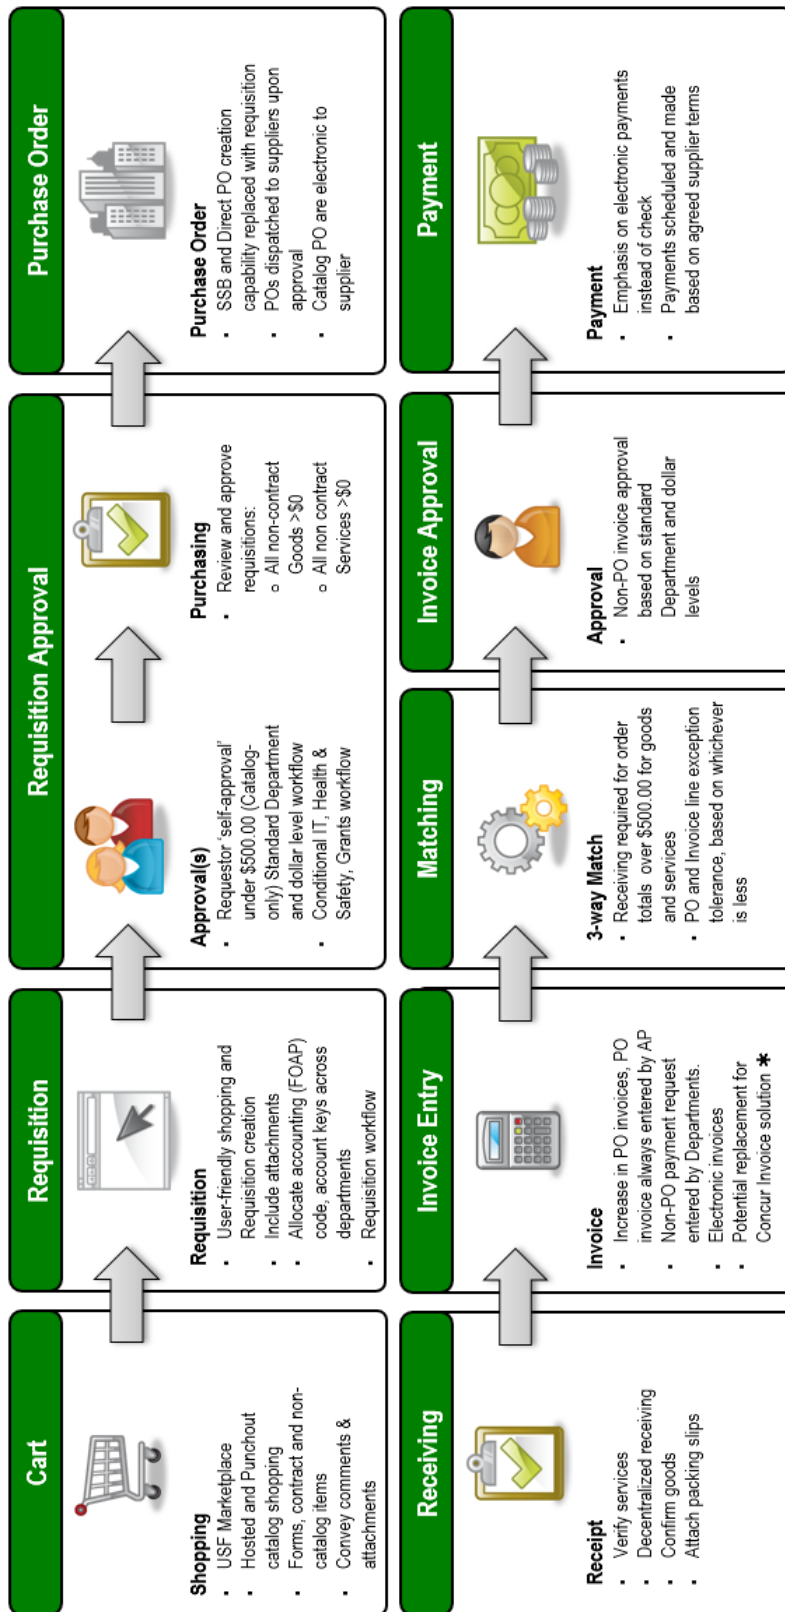 Cart
Shopping
▪ USF Marketplace
▪ Hosted and Punchout
catalog shopping
▪ Forms, contract and non-
catalog items
▪ Convey comments &
attachments
Requisition
Requisition
▪ User-friendly shopping and
Requisition creation
▪ Include attachments
▪ Allocate accounting (FOAP)
code, account keys across
departments
▪ Requisition workflow
Requisition Approval
Approval(s)
▪ Requestor ‘self-approval’
under $500.00 (Catalog-
only) Standard Department
and dollar level workflow
▪ Conditional IT, Health &
Safety, Grants workflow
Purchasing
▪ Review and approve
requisitions:
o All non-contract
Goods >$0
o All non contract
Services >$0
Purchase Order
Purchase Order
▪ SSB and Direct PO creation
capability replaced with requisition
▪ POs dispatched to suppliers upon
approval
▪ Catalog PO are electronic to
supplier
Receiving
Receipt
▪ Verify services
▪ Decentralized receiving
▪ Confirm goods
▪ Attach packing slips
Invoice Entry
Invoice
▪ Increase in PO invoices, PO
invoice always entered by AP
▪ Non-PO payment request
entered by Departments.
▪ Electronic invoices
▪ Potential replacement for
Concur Invoice solution *
Matching
3-way Match
▪ Receiving required for order
totals over $500.00 for goods
and services
▪ PO and Invoice line exception
tolerance, based on whichever
is less
Invoice Approval
Approval
▪ Non-PO invoice approval
based on standard
Department and dollar
levels
Payment
Payment
▪ Emphasis on electronic payments
instead of check
▪ Payments scheduled and made
based on agreed supplier terms